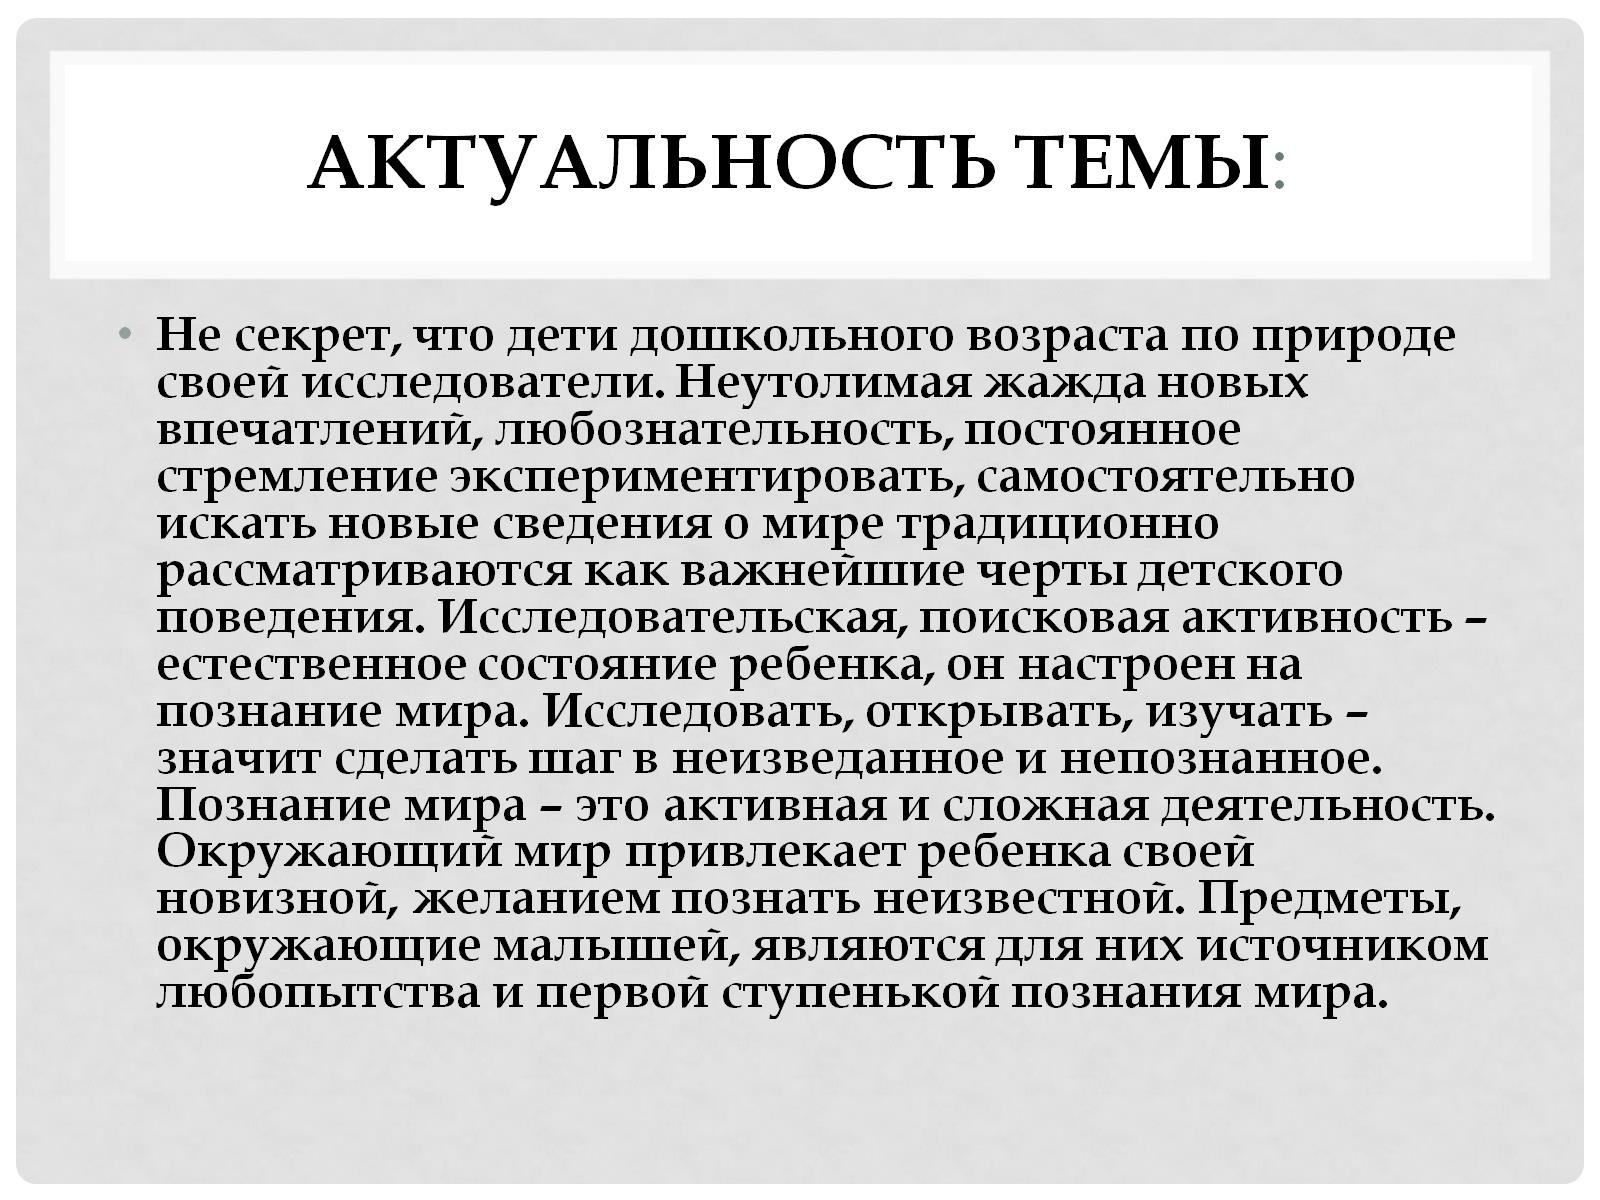 АКТУАЛЬНОСТЬ ТЕМЫ:
• Не секрет, что дети дошкольного возраста по природе
своей исследователи. Неутолимая жажда новых
впечатлений, любознательность, постоянное
стремление экспериментировать, самостоятельно
искать новые сведения о мире традиционно
рассматриваются как важнейшие черты детского
поведения. Исследовательская, поисковая активность –
естественное состояние ребенка, он настроен на
познание мира. Исследовать, открывать, изучать –
значит сделать шаг в неизведанное и непознанное.
Познание мира – это активная и сложная деятельность.
Окружающий мир привлекает ребенка своей
новизной, желанием познать неизвестной. Предметы,
окружающие малышей, являются для них источником
любопытства и первой ступенькой познания мира.